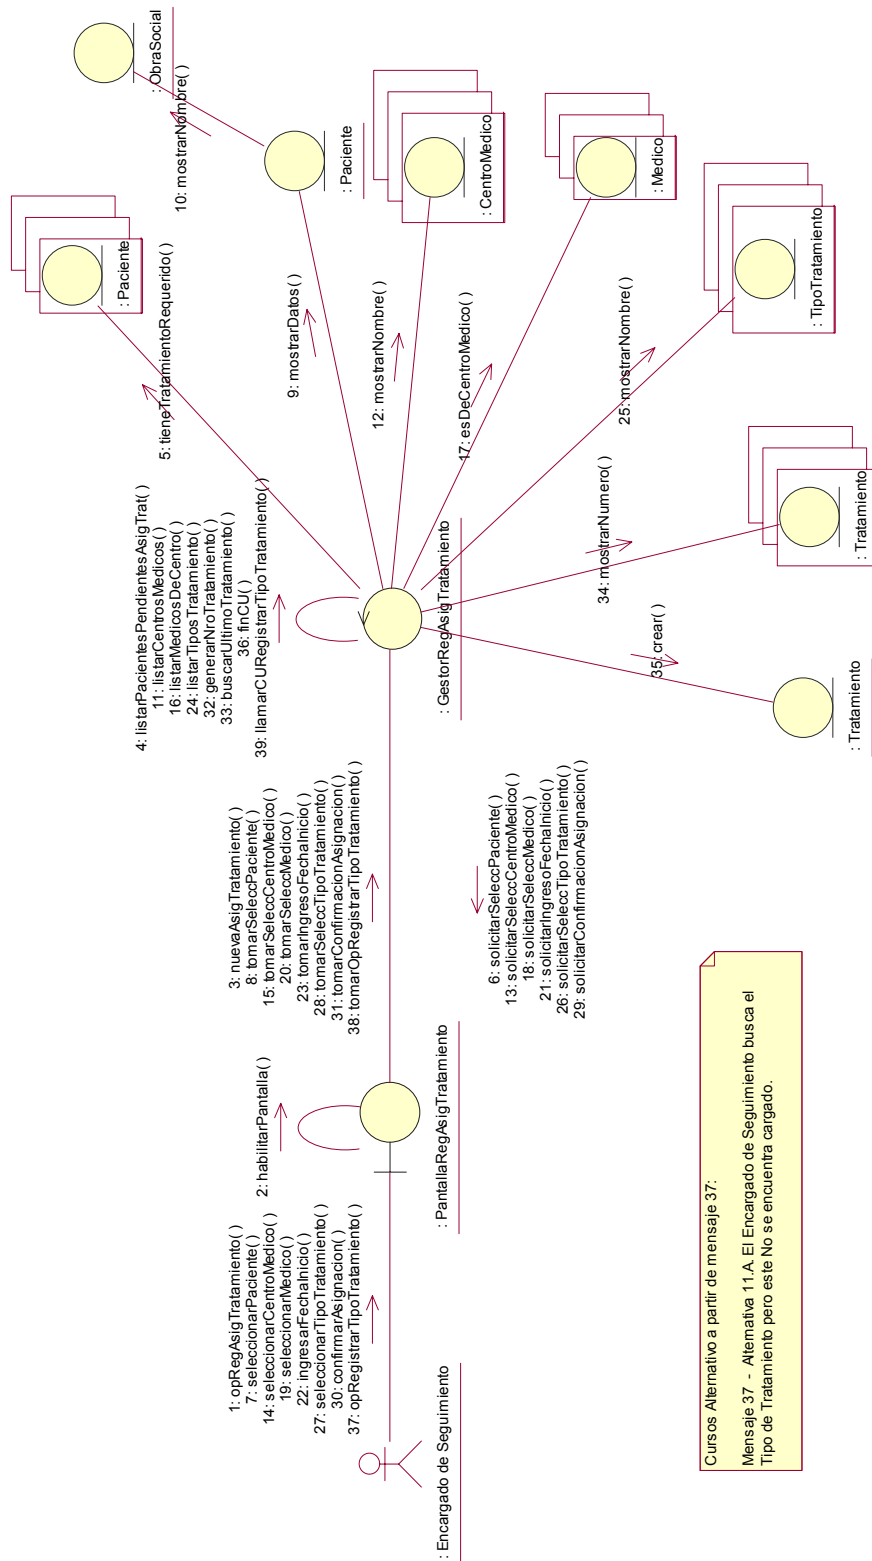 : Encargado de Seguimiento
1: opRegAsigTratamiento( )
7: seleccionarPaciente( )
14: seleccionarCentroMedico( )
19: seleccionarMedico( )
22: ingresarFechaInicio( )
27: seleccionarTipoTratamiento( )
30: confirmarAsignacion( )
37: opRegistrarTipoTratamiento( )
: PantallaRegAsigTratamiento
2: habilitarPantalla( )
3: nuevaAsigTratamiento( )
8: tomarSeleccPaciente( )
15: tomarSeleccCentroMedico( )
20: tomarSeleccMedico( )
23: tomarIngresoFechaInicio( )
28: tomarSeleccTipoTratamiento( )
31: tomarConfirmacionAsignacion( )
38: tomarOpRegistrarTipoTratamiento( )
6: solicitarSeleccPaciente( )
13: solicitarSeleccCentroMedico( )
18: solicitarSeleccMedico( )
21: solicitarIngresoFechaInicio( )
26: solicitarSeleccTipoTratamiento( )
29: solicitarConfirmacionAsignacion( )
: GestorRegAsigTratamiento
4: listarPacientesPendientesAsigTrat( )
11: listarCentrosMedicos( )
16: listarMedicosDeCentro( )
24: listarTiposTratamiento( )
32: generarNroTratamiento( )
33: buscarUltimoTratamiento( )
36: finCU( )
39: llamarCURegistrarTipoTratamiento( )
5: tieneTratamientoRequerido( )
: Paciente
9: mostrarDatos( )
: Paciente
10: mostrarNombre( )
: ObraSocial
12: mostrarNombre( )
: CentroMedico
17: esDeCentroMedico( )
: Medico
25: mostrarNombre( )
: TipoTratamiento
34: mostrarNumero( )
: Tratamiento
35: crear( )
: Tratamiento
Cursos Alternativo a partir de mensaje 37:
Mensaje 37 - Alternativa 11.A. El Encargado de Seguimiento busca el
Tipo de Tratamiento pero este No se encuentra cargado.